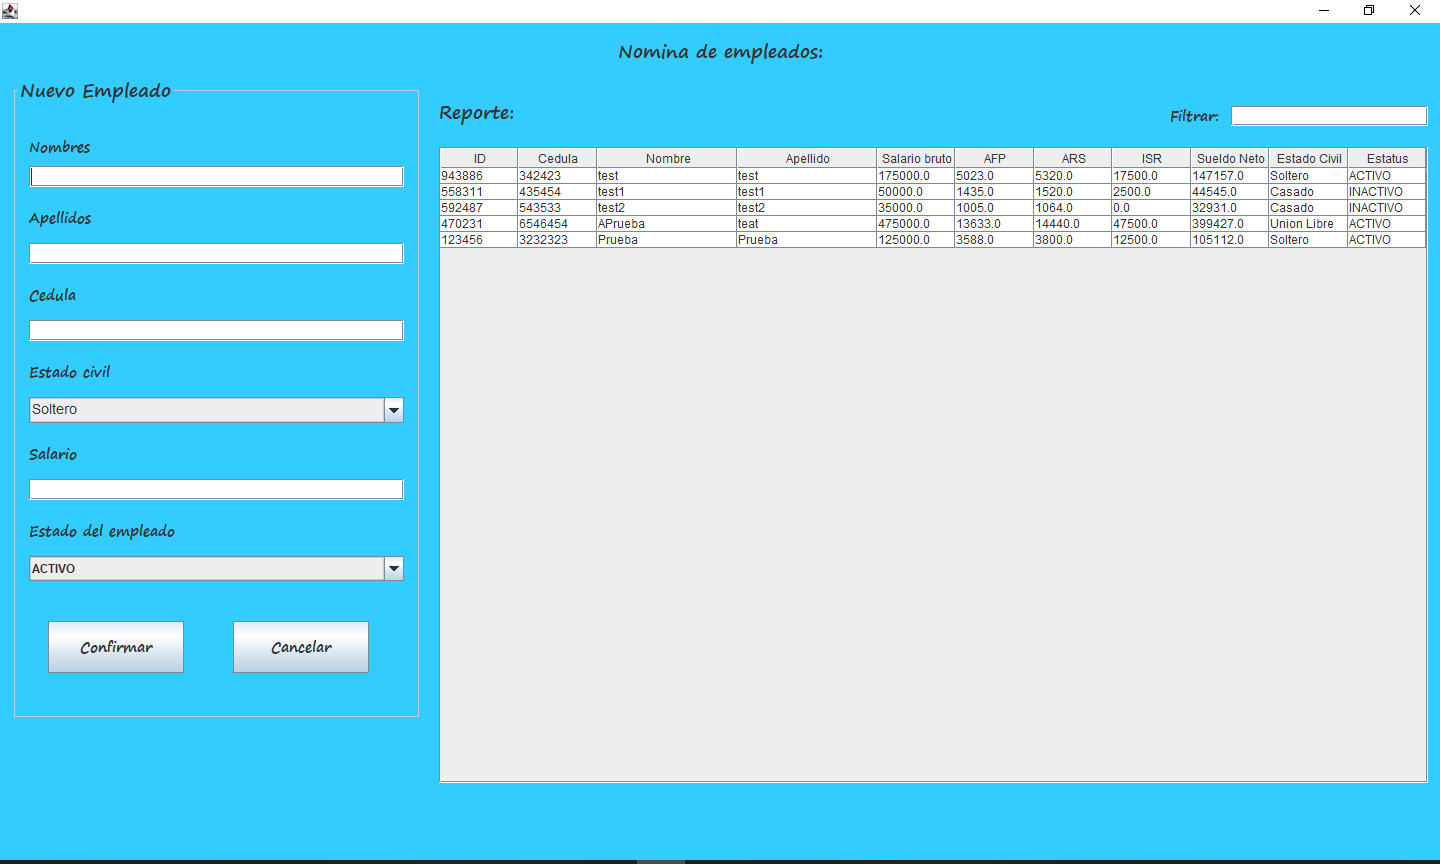 Nomina de empleados:
Nuevo Empleado
Nombres
Apellidos
Cedula
Estado civil
Soltero
Salario
Estado del empleado
ACTIVO
Confirmar Cancelar
Reporte:
Filtrar:
ID Cedula Nombre Apellido Salario bruto AFP ARS ISR Sueldo Neto Estado Civil Estatus
943886 342423 test test 175000.0 5023.0 5320.0 17500.0 147157.0 Soltero ACTIVO
558311 435454 test1 test1 50000.0 1435.0 1520.0 2500.0 44545.0 Casado INACTIVO
592487 543533 test2 test2 35000.0 1005.0 1064.0 0.0 32931.0 Casado INACTIVO
470231 6546454 APrueba teat 475000.0 13633.0 14440.0 47500.0 399427.0 Union Libre ACTIVO
123456 3232323 Prueba Prueba 125000.0 3588.0 3800.0 12500.0 105112.0 Soltero ACTIVO